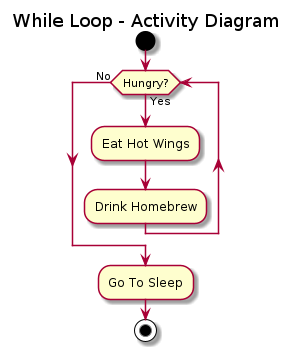 While Loop - Activity Diagram
No
Hungry?
Yes
Eat Hot Wings
Drink Homebrew
Go To Sleep